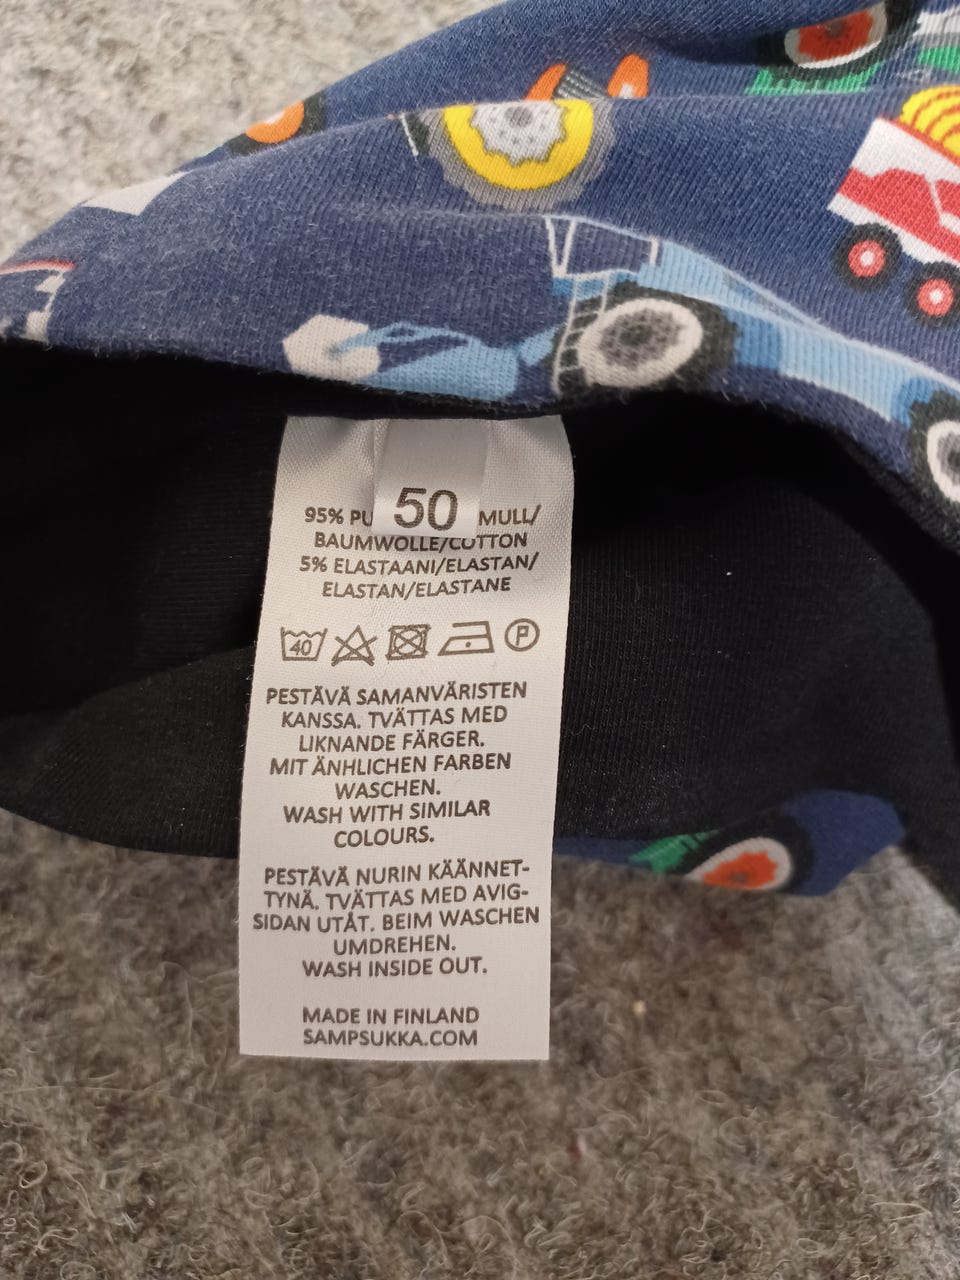 50
95% PU MULL/
BAUMWOLLE/COTTON
5% ELASTAANI/ELASTAN/
ELASTAN/ELASTANE
40 P
PESTÄVÄ SAMANVÄRISTEN
KANSSA. TVÄTTAS MED
LIKNANDE FÄRGER.
MIT ÄNHLICHEN FARBEN
WASCHEN.
WASH WITH SIMILAR
COLOURS.
PESTÄVÄ NURIN KÄÄNNET-
TYNÄ. TVÄTTAS MED AVIG-
SIDAN UTÅT. BEIM WASCHEN
UMDREHEN.
WASH INSIDE OUT.
MADE IN FINLAND
SAMPSUKKA.COM